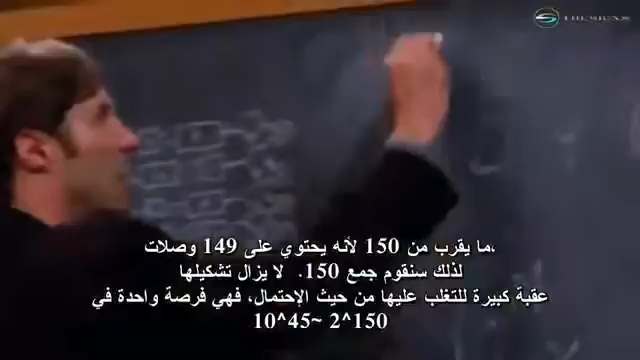 THESIGNS
ما يقرب من 150 لأنه يحتوي على 149 وصلات،
لذلك سنقوم جمع 150. لا يزال تشكيلها
عقبة كبيرة للتغلب عليها من حيث الإحتمال، فهي فرصة واحدة في
10^45~ 2^150